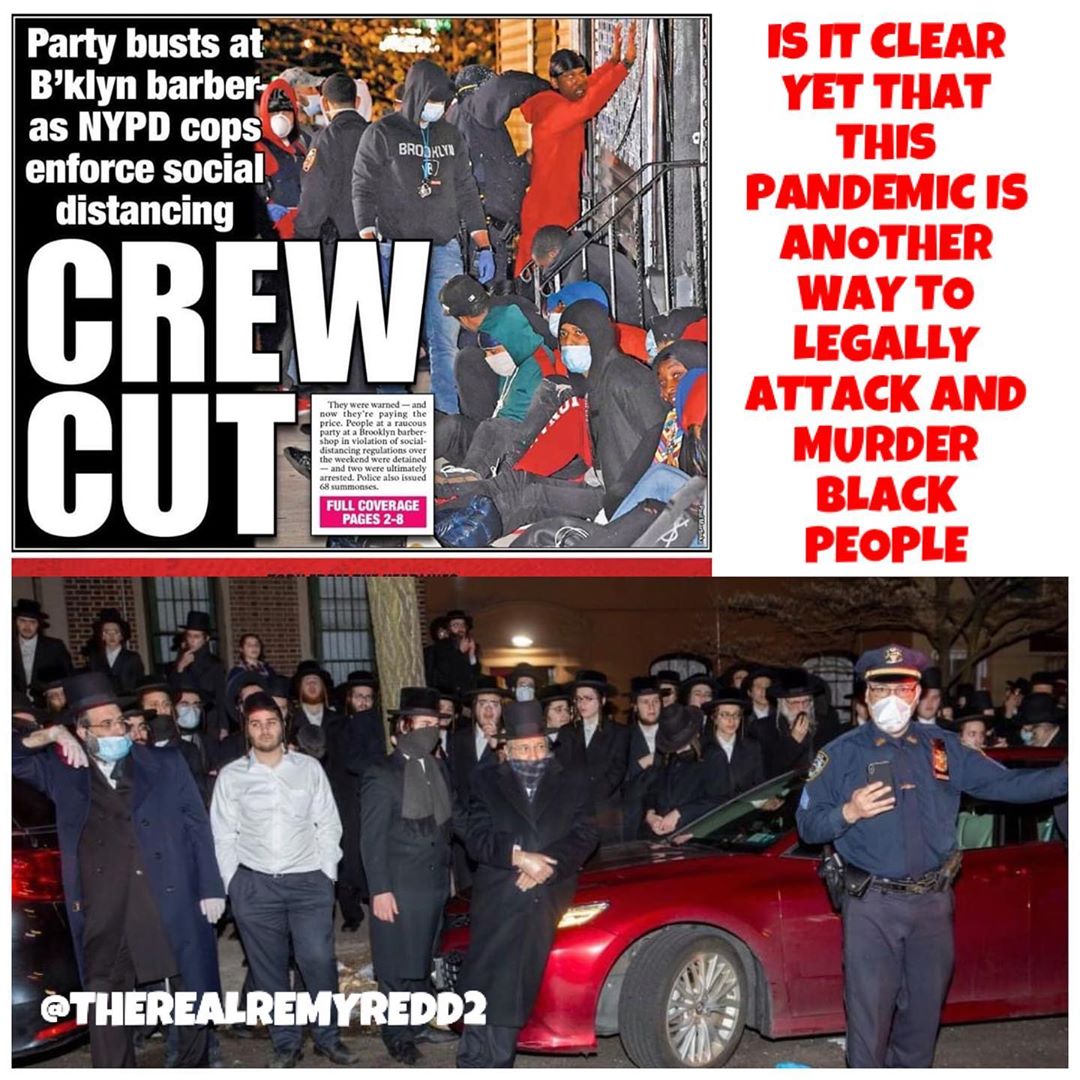 Party busts at
B'klyn barber-
as NYPD cops
enforce social
distancing
CREW
CUT
They were warned — and
now they're paying the
price. People at a raucous
party at a Brooklyn barber-
shop in violation of social-
distancing regulations over
the weekend were detained
— and two were ultimately
arrested. Police also issued
68 summonses.
FULL COVERAGE
PAGES 2-8
BROOKLYN
B
IS IT CLEAR
YET THAT
THIS
PANDEMIC IS
ANOTHER
WAY TO
LEGALLY
ATTACK AND
MURDER
BLACK
PEOPLE
@THEREALREMYREDD2